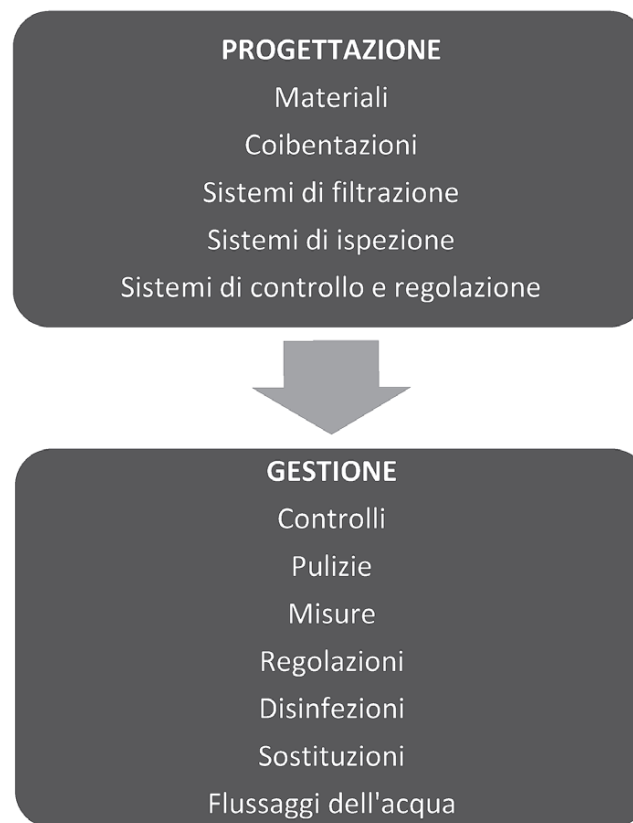 PROGETTAZIONE
Materiali
Coibentazioni
Sistemi di filtrazione
Sistemi di ispezione
Sistemi di controllo e regolazione
GESTIONE
Controlli
Pulizie
Misure
Regolazioni
Disinfezioni
Sostituzioni
Flussaggi dell'acqua